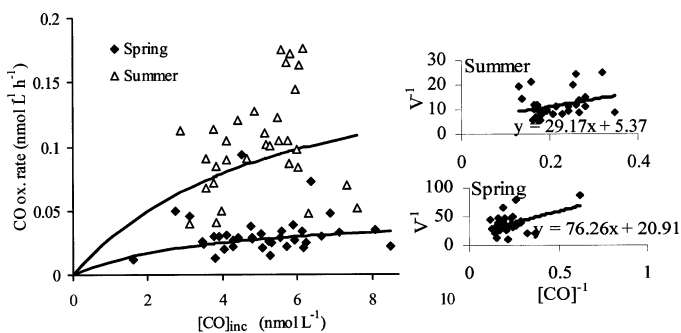 CO ox. rate (nmol L⁻¹ h⁻¹)
0.2
0.15
0.1
0.05
0
0
2
4
6
8
[CO]inc (nmol L⁻¹)
Spring
Summer
Summer
V⁻¹
30
20
10
0
0
0.2
0.4
y = 29.17x + 5.37
Spring
V⁻¹
100
50
0
0
0.5
1
y = 76.26x + 20.91
10
[CO]⁻¹